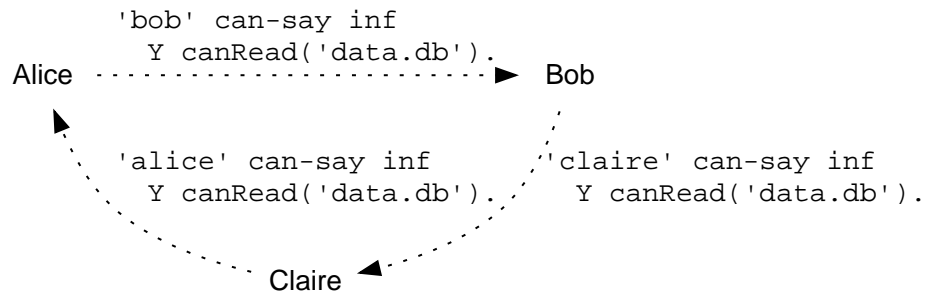 'bob' can-say inf
Y canRead('data.db').
Alice
Bob
'alice' can-say inf
Y canRead('data.db').
'claire' can-say inf
Y canRead('data.db').
Claire